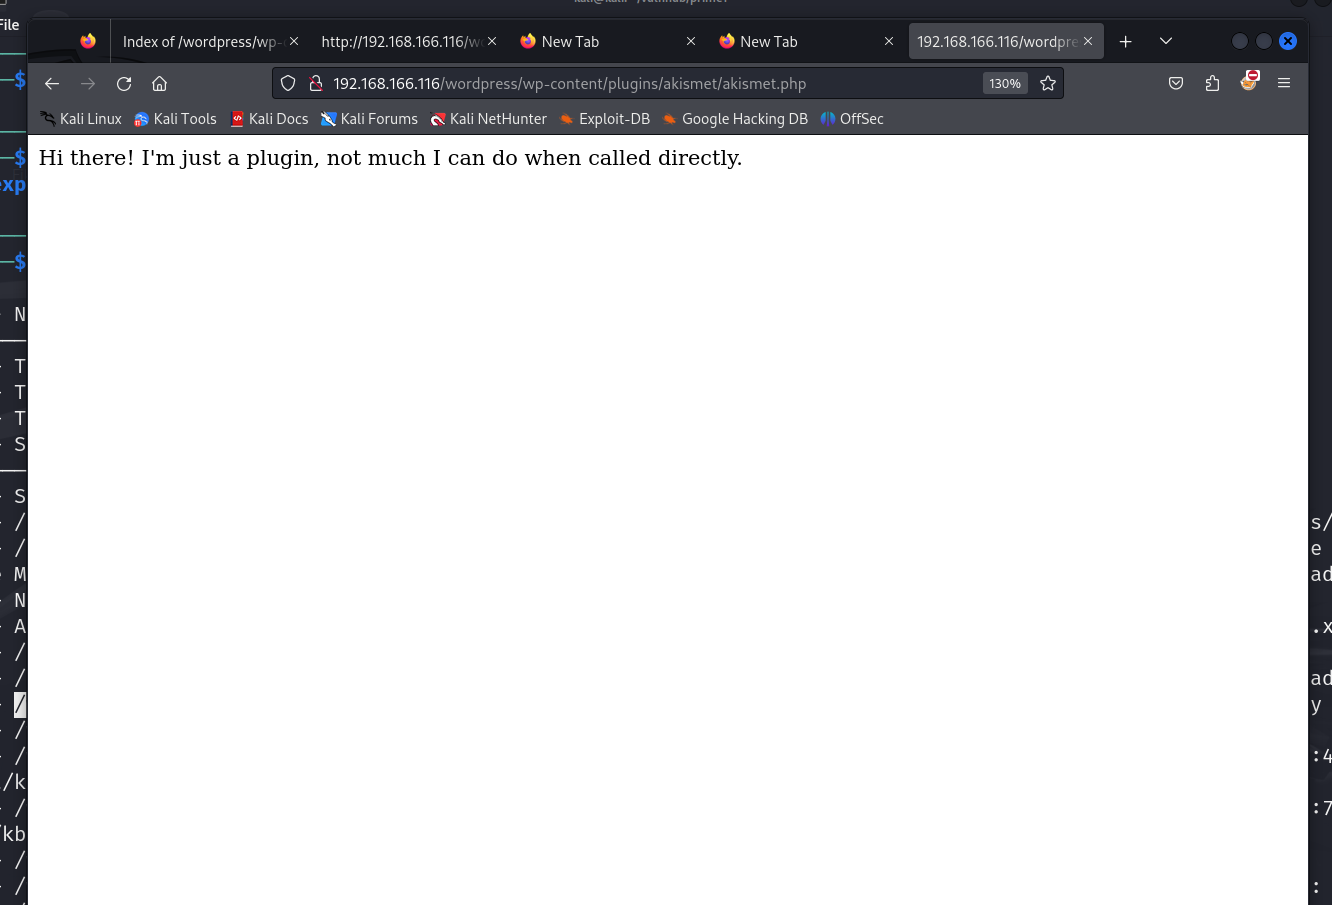 File
Index of /wordpress/wp-
http://192.168.166.116/w
New Tab
New Tab
192.168.166.116/wordpre
192.168.166.116/wordpress/wp-content/plugins/akismet/akismet.php
130%
Kali Linux
Kali Tools
Kali Docs
Kali Forums
Kali NetHunter
Exploit-DB
Google Hacking DB
OffSec
Hi there! I'm just a plugin, not much I can do when called directly.
$
$
exp
$
N
T
T
T
S
S
/
s/
/
e
M
ad
N
A
.x
/
/
ad
/
y
/
/
:4
/k
/
:7
/kb
/
/
: